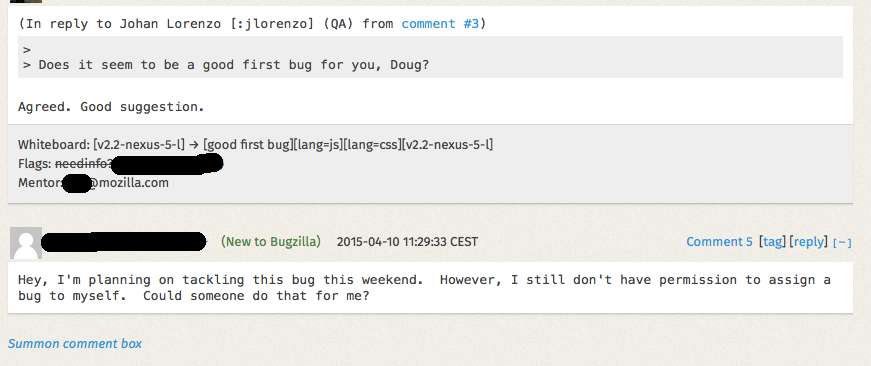 (In reply to Johan Lorenzo [:jlorenzo] (QA) from comment #3)
>
> Does it seem to be a good first bug for you, Doug?
Agreed. Good suggestion.
Whiteboard: [v2.2-nexus-5-l] → [good first bug][lang=js][lang=css][v2.2-nexus-5-l]
Flags: needinfo?
Mentor: @mozilla.com
(New to Bugzilla) 2015-04-10 11:29:33 CEST Comment 5 [tag] [reply] [−]
Hey, I'm planning on tackling this bug this weekend.  However, I still don't have permission to assign a
bug to myself.  Could someone do that for me?
Summon comment box